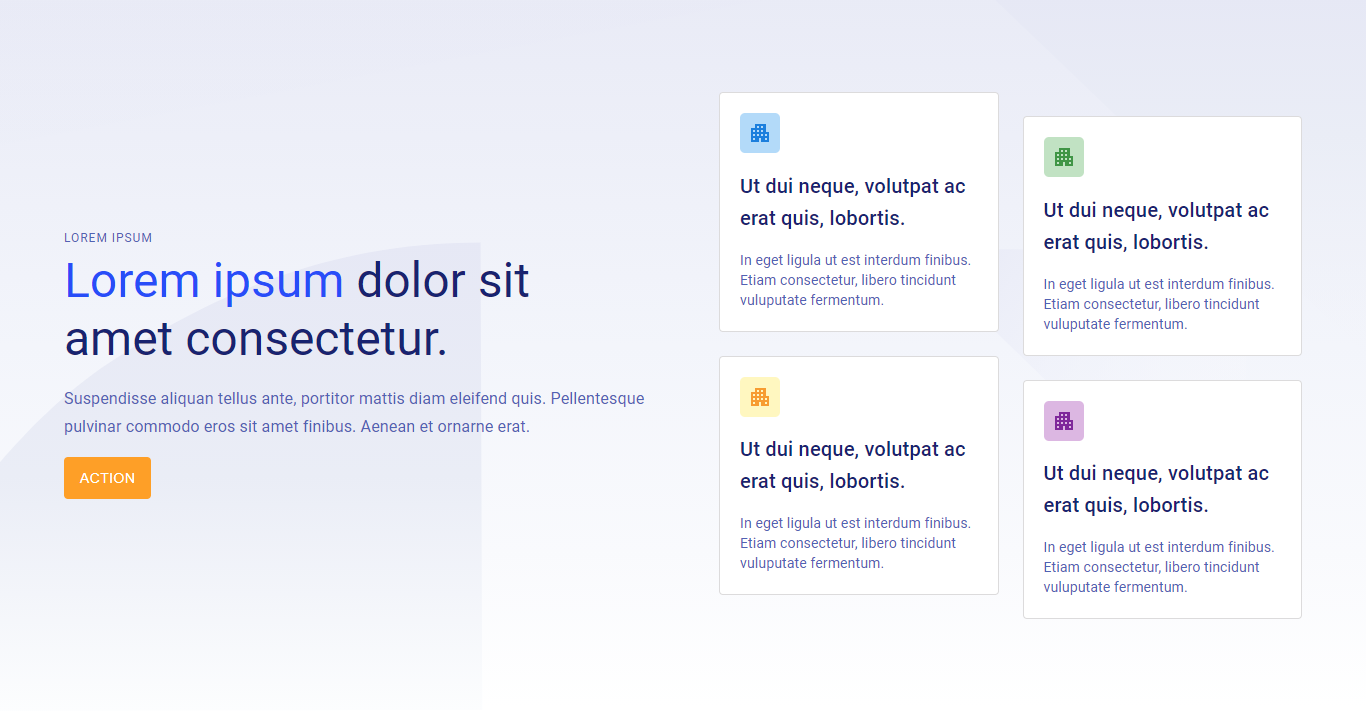 LOREM IPSUM
Lorem ipsum dolor sit
amet consectetur.
Suspendisse aliquan tellus ante, portitor mattis diam eleifend quis. Pellentesque
pulvinar commodo eros sit amet finibus. Aenean et ornarne erat.
ACTION
Ut dui neque, volutpat ac
erat quis, lobortis.
In eget ligula ut est interdum finibus.
Etiam consectetur, libero tincidunt
vuluputate fermentum.
Ut dui neque, volutpat ac
erat quis, lobortis.
In eget ligula ut est interdum finibus.
Etiam consectetur, libero tincidunt
vuluputate fermentum.
Ut dui neque, volutpat ac
erat quis, lobortis.
In eget ligula ut est interdum finibus.
Etiam consectetur, libero tincidunt
vuluputate fermentum.
Ut dui neque, volutpat ac
erat quis, lobortis.
In eget ligula ut est interdum finibus.
Etiam consectetur, libero tincidunt
vuluputate fermentum.